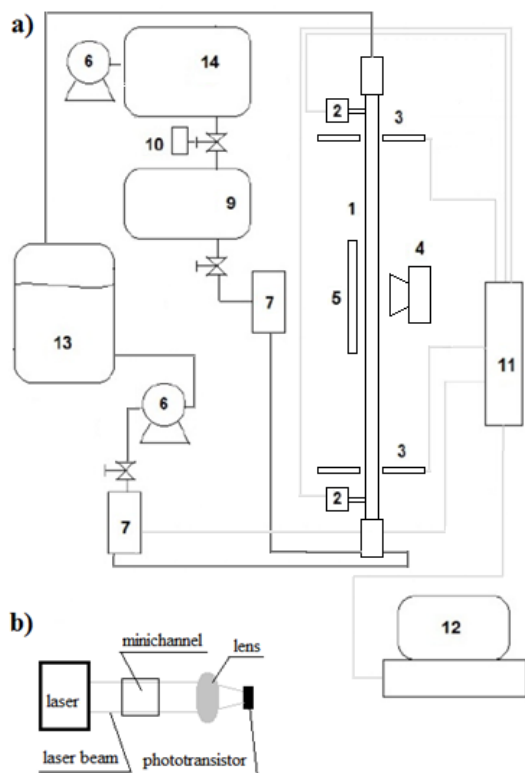 a)
6
14
2
3
10
1
9
4
5
7
13
11
6
3
2
7
b)
12
minichannel
lens
laser
laser beam
phototransistor